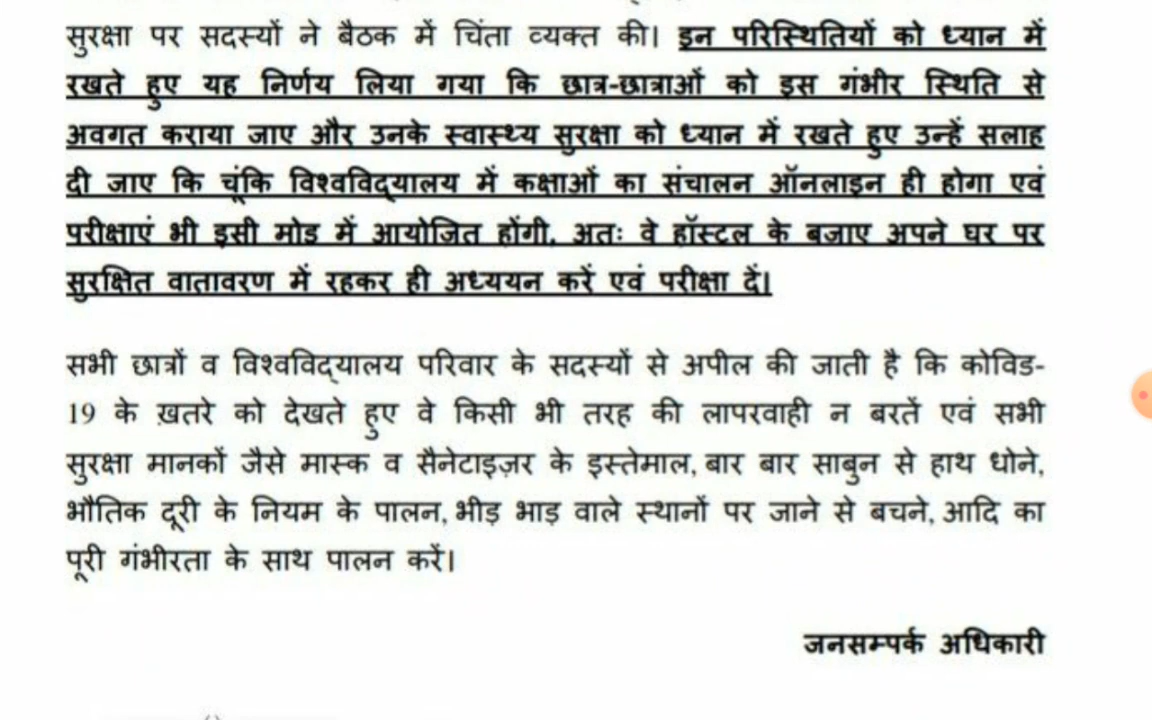 सुरक्षा पर सदस्यों ने बैठक में चिंता व्यक्त की। इन परिस्थितियों को ध्यान में
रखते हुए यह निर्णय लिया गया कि छात्र-छात्राओं को इस गंभीर स्थिति से
अवगत कराया जाए और उनके स्वास्थ्य सुरक्षा को ध्यान में रखते हुए उन्हें सलाह
दी जाए कि चूंकि विश्वविद्यालय में कक्षाओं का संचालन ऑनलाइन ही होगा एवं
परीक्षाएं भी इसी मोड में आयोजित होंगी, अतः वे हॉस्टल के बजाए अपने घर पर
सुरक्षित वातावरण में रहकर ही अध्ययन करें एवं परीक्षा दें।
सभी छात्रों व विश्वविद्यालय परिवार के सदस्यों से अपील की जाती है कि कोविड-
19 के ख़तरे को देखते हुए वे किसी भी तरह की लापरवाही न बरतें एवं सभी
सुरक्षा मानकों जैसे मास्क व सैनेटाइज़र के इस्तेमाल, बार बार साबुन से हाथ धोने,
भौतिक दूरी के नियम के पालन, भीड़ भाड़ वाले स्थानों पर जाने से बचने, आदि का
पूरी गंभीरता के साथ पालन करें।
जनसम्पर्क अधिकारी